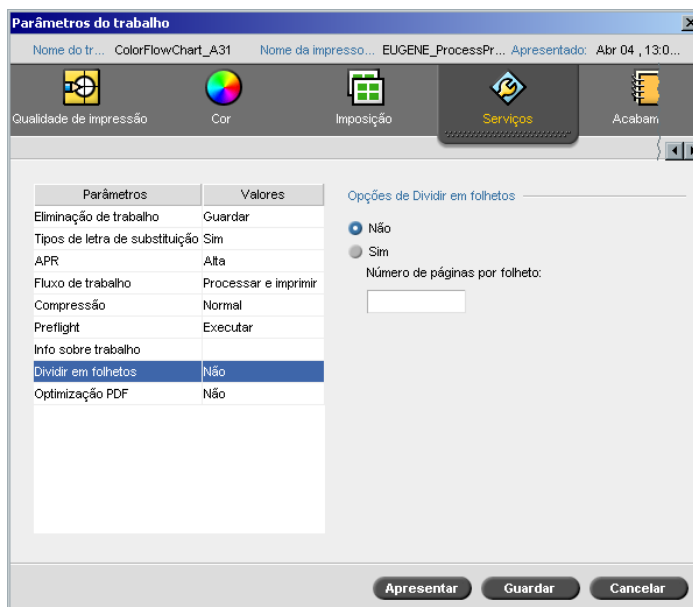 Parâmetros do trabalho
Nome do tr... ColorFlowChart_A31 Nome da impresso... EUGENE_ProcessPr... Apresentado: Abr 04 , 13:0...
Qualidade de impressão Cor Imposição Serviços Acabam
Parâmetros Valores Opções de Dividir em folhetos
Eliminação de trabalho Guardar
Não
Tipos de letra de substituição Sim
Sim
APR Alta
Número de páginas por folheto:
Fluxo de trabalho Processar e imprimir
Compressão Normal
Preflight Executar
Info sobre trabalho
Dividir em folhetos Não
Optimização PDF Não
Apresentar Guardar Cancelar